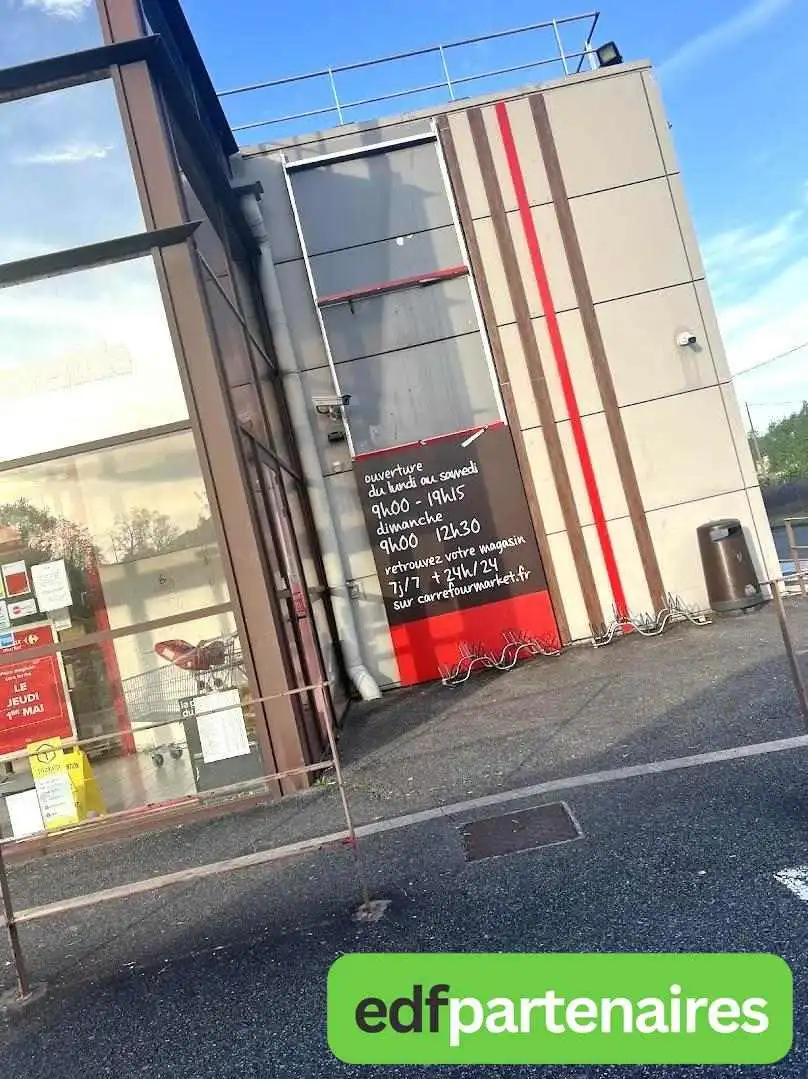 ouverture
du lundi au samedi
9h00 - 19h15
dimanche
9h00 12h30
retrouvez votre magasin
7j/7 + 24h/24
sur carrefourmarket.fr
LE
JEUDI
1ER MAI
edfpartenaires